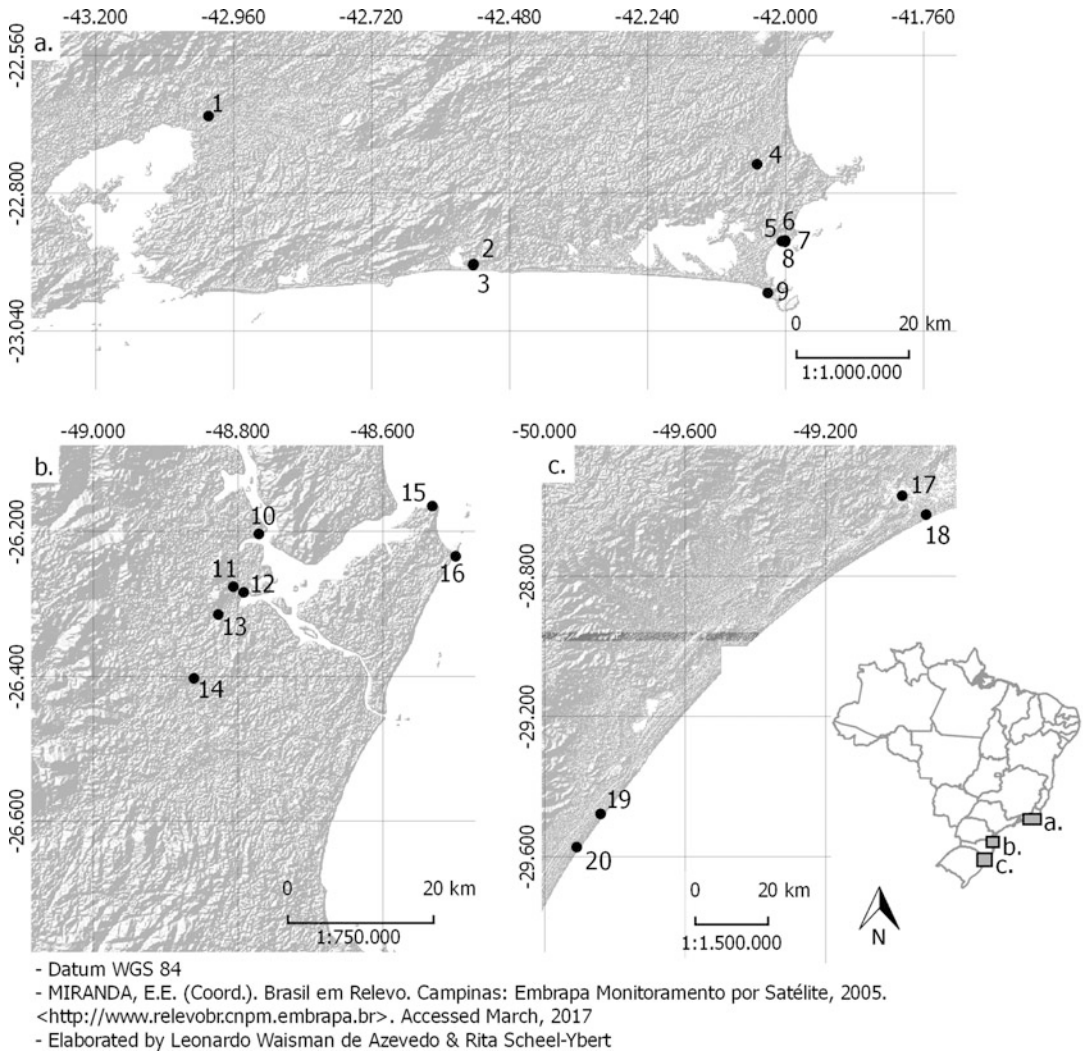 -43.200 -42.960 -42.720 -42.480 -42.240 -42.000 -41.760
a.
-22.560
-22.800
-23.040
1
2
3
4
5
6
7
8
9
0 20 km
1:1.000.000
-49.000 -48.800 -48.600
b.
-26.200
-26.400
-26.600
10
11
12
13
14
15
16
0 20 km
1:750.000
-50.000 -49.600 -49.200
c.
-28.800
-29.200
-29.600
17
18
19
20
0 20 km
1:1.500.000
a.
b.
c.
N
- Datum WGS 84
- MIRANDA, E.E. (Coord.). Brasil em Relevo. Campinas: Embrapa Monitoramento por Satélite, 2005.
<http://www.relevobr.cnpm.embrapa.br>. Accessed March, 2017
- Elaborated by Leonardo Waisman de Azevedo & Rita Scheel-Ybert